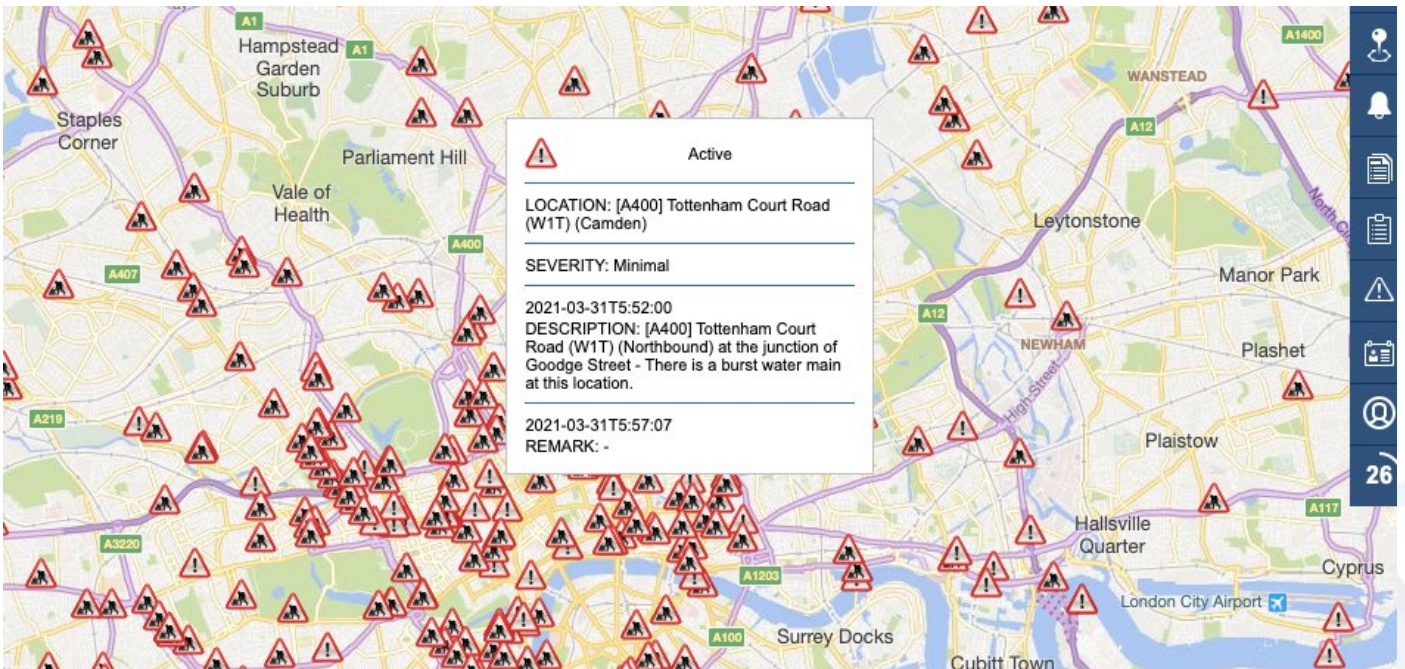 A1
A1400
Hampstead
Garden
Suburb
A1
WANSTEAD
Staples
Corner
A12
Parliament Hill
Vale of
Health
North Circ
Leytonstone
A400
A407
Manor Park
A12
NEWHAM
Plashet
High Street
A219
Plaistow
26
A117
Hallsville
Quarter
A3220
Cyprus
A1203
London City Airport
A100
Surrey Docks
Cubitt Town
Active
LOCATION: [A400] Tottenham Court Road
(W1T) (Camden)
SEVERITY: Minimal
2021-03-31T5:52:00
DESCRIPTION: [A400] Tottenham Court
Road (W1T) (Northbound) at the junction of
Goodge Street - There is a burst water main
at this location.
2021-03-31T5:57:07
REMARK: -